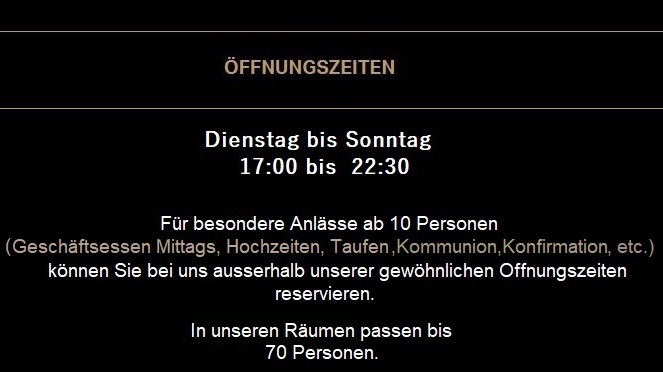 ÖFFNUNGSZEITEN
Dienstag bis Sonntag
17:00 bis 22:30
Für besondere Anlässe ab 10 Personen
(Geschäftsessen Mittags, Hochzeiten, Taufen,Kommunion,Konfirmation, etc.)
können Sie bei uns ausserhalb unserer gewöhnlichen Offnungszeiten
reservieren.
In unseren Räumen passen bis
70 Personen.